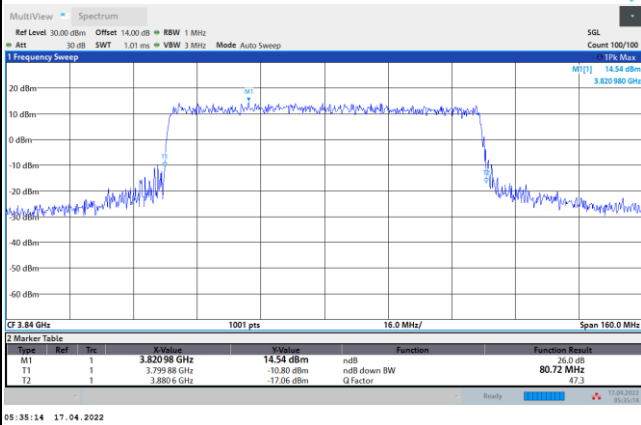 MultiView Spectrum
Ref Level 30.00 dBm Offset 14.00 dB RBW 1 MHz SGL
Att 30 dB SWT 1.01 ms VBW 3 MHz Mode Auto Sweep Count 100/100
1 Frequency Sweep 1Pk Max
M1[1] 14.54 dBm
3.820 980 GHz
M1
20 dBm
10 dBm
0 dBm
T1
-10 dBm
T2
-20 dBm
-30 dBm
-40 dBm
-50 dBm
-60 dBm
CF 3.84 GHz 1001 pts 16.0 MHz/ Span 160.0 MHz
2 Marker Table
Type Ref Trc X-Value Y-Value Function Function Result
M1 1 3.820 98 GHz 14.54 dBm ndB 26.0 dB
T1 1 3.799 88 GHz -10.80 dBm ndB down BW 80.72 MHz
T2 1 3.880 6 GHz -17.06 dBm Q Factor 47.3
Ready 17.04.2022
05:35:14
05:35:14 17.04.2022